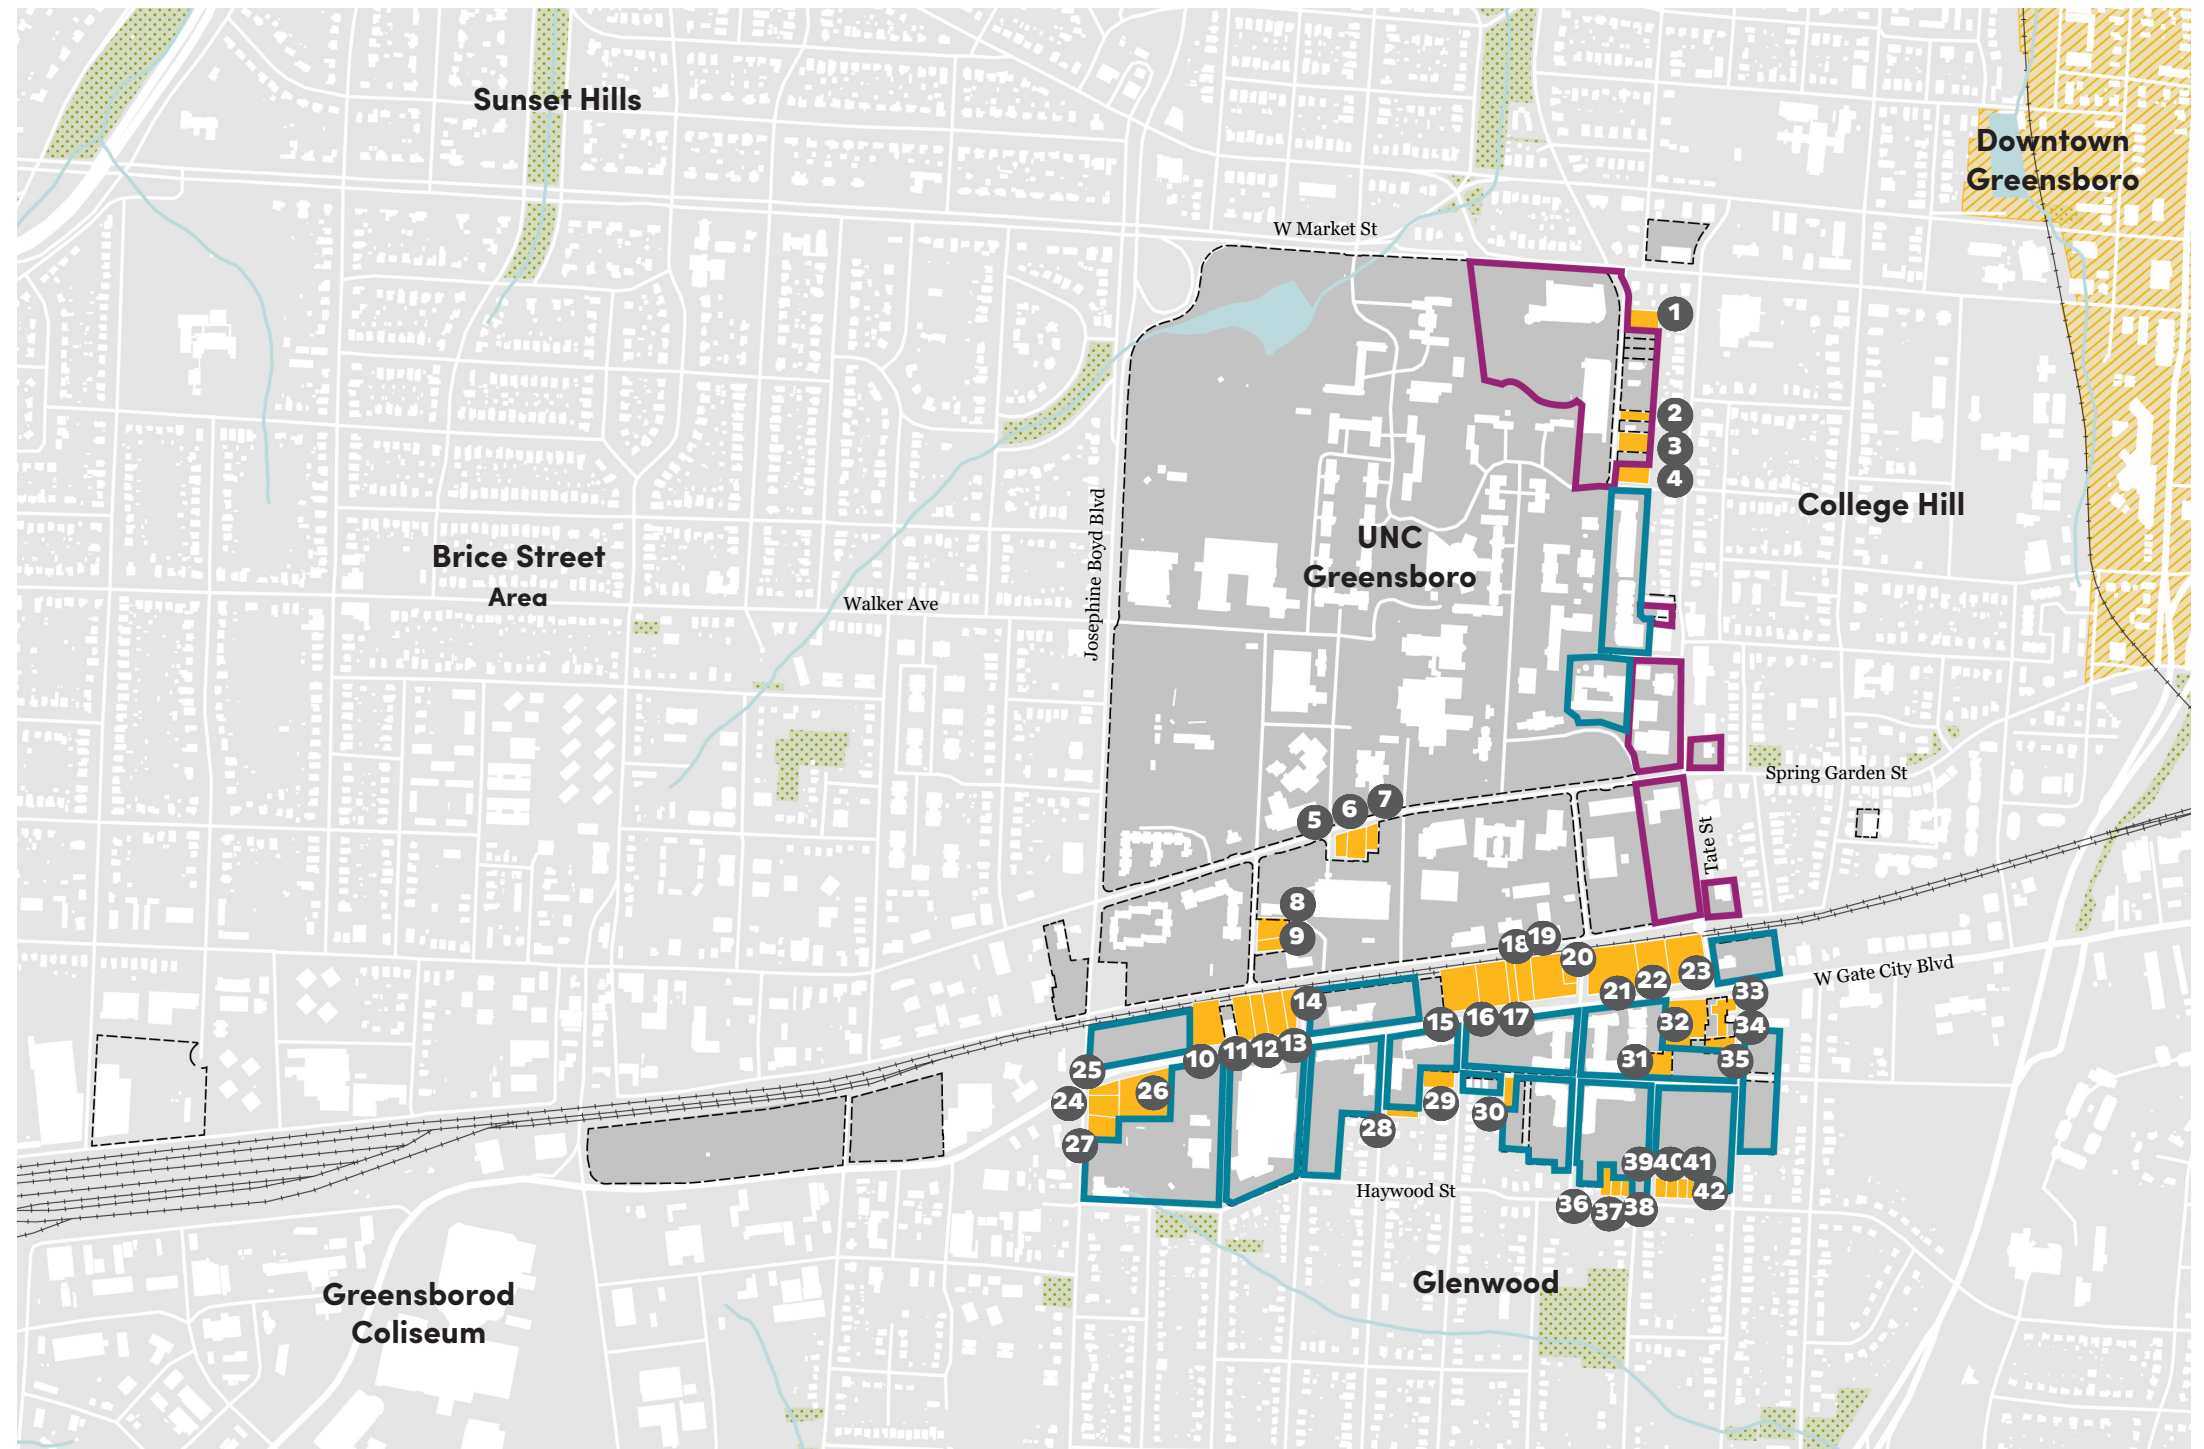 Sunset Hills
Downtown
Greensboro
W Market St
1
2
3
4
College Hill
UNC
Greensboro
Josephine Boyd Blvd
Brice Street
Area
Walker Ave
Spring Garden St
Tate St
5
6
7
8
9
18
19
20
21
22
23
W Gate City Blvd
14
15
16
17
33
32
34
10
11
12
13
31
35
25
24
26
27
29
30
28
39
40
41
42
Haywood St
36
37
38
Glenwood
Greensborod
Coliseum